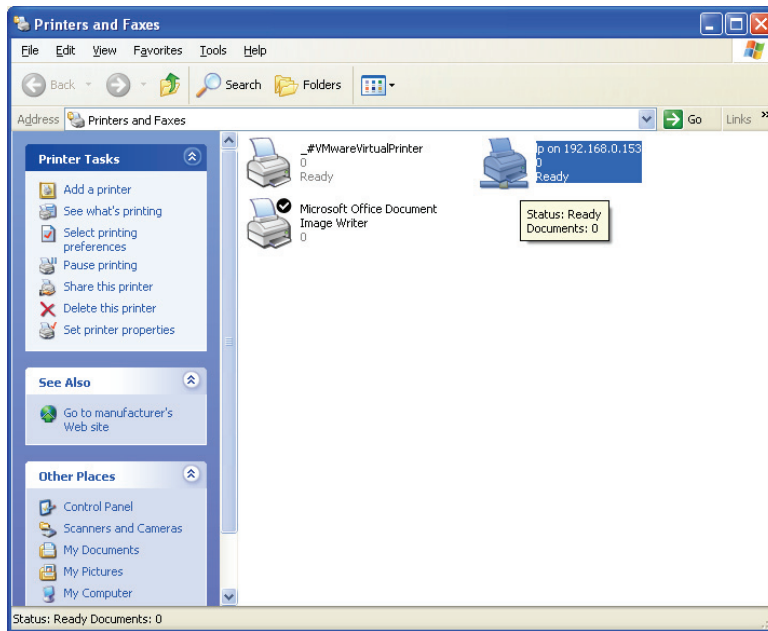 Printers and Faxes
File Edit View Favorites Tools Help
Back Search Folders
Address Printers and Faxes Go Links »
Printer Tasks
Add a printer
See what's printing
Select printing
preferences
Pause printing
Share this printer
Delete this printer
Set printer properties
See Also
Go to manufacturer's
Web site
Other Places
Control Panel
Scanners and Cameras
My Documents
My Pictures
My Computer
_#VMwareVirtualPrinter
0
Ready
lp on 192.168.0.153
0
Ready
Microsoft Office Document
Image Writer
0
Status: Ready
Documents: 0
Status: Ready Documents: 0